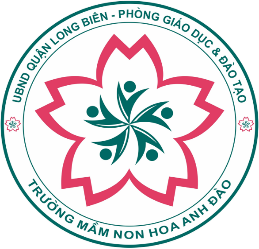 UBND QUẬN LONG BIÊN - PHÒNG GIÁO DỤC & ĐÀO TẠO
TRƯỜNG MẦM NON HOA ANH ĐÀO